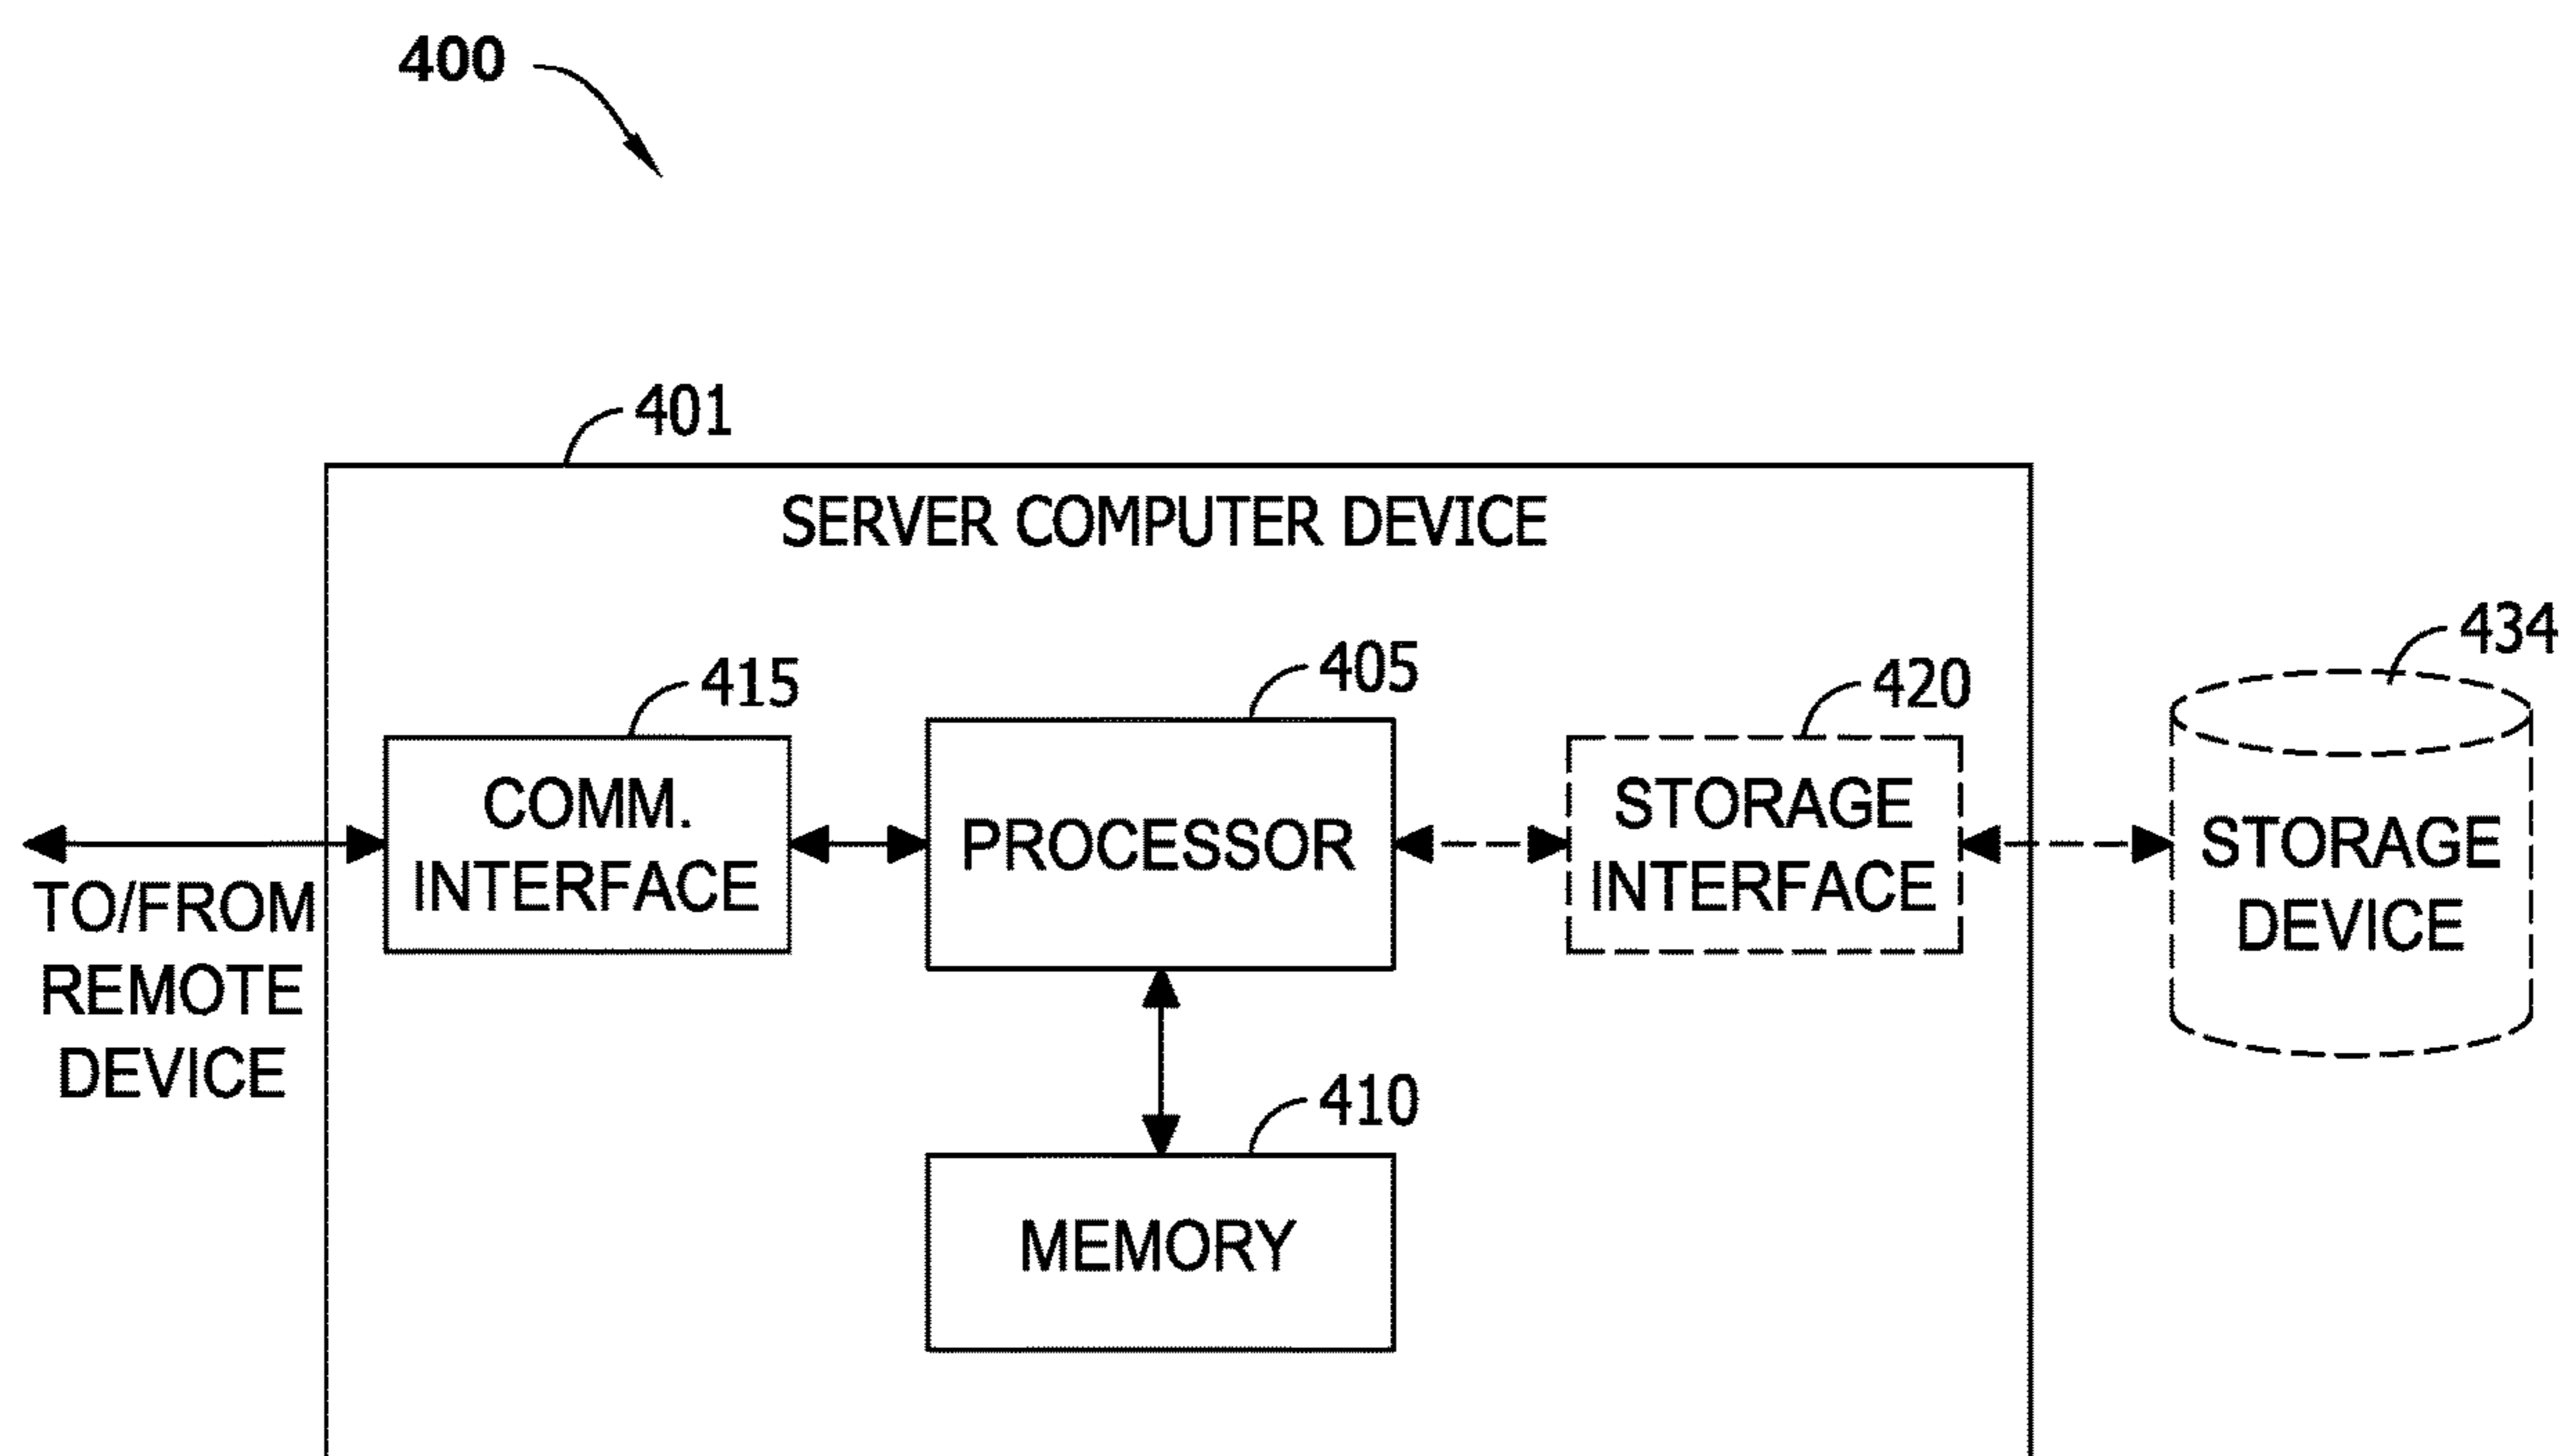 400
401
SERVER COMPUTER DEVICE
415
405
420
434
COMM.
INTERFACE
PROCESSOR
STORAGE
INTERFACE
STORAGE
DEVICE
TO/FROM
REMOTE
DEVICE
410
MEMORY